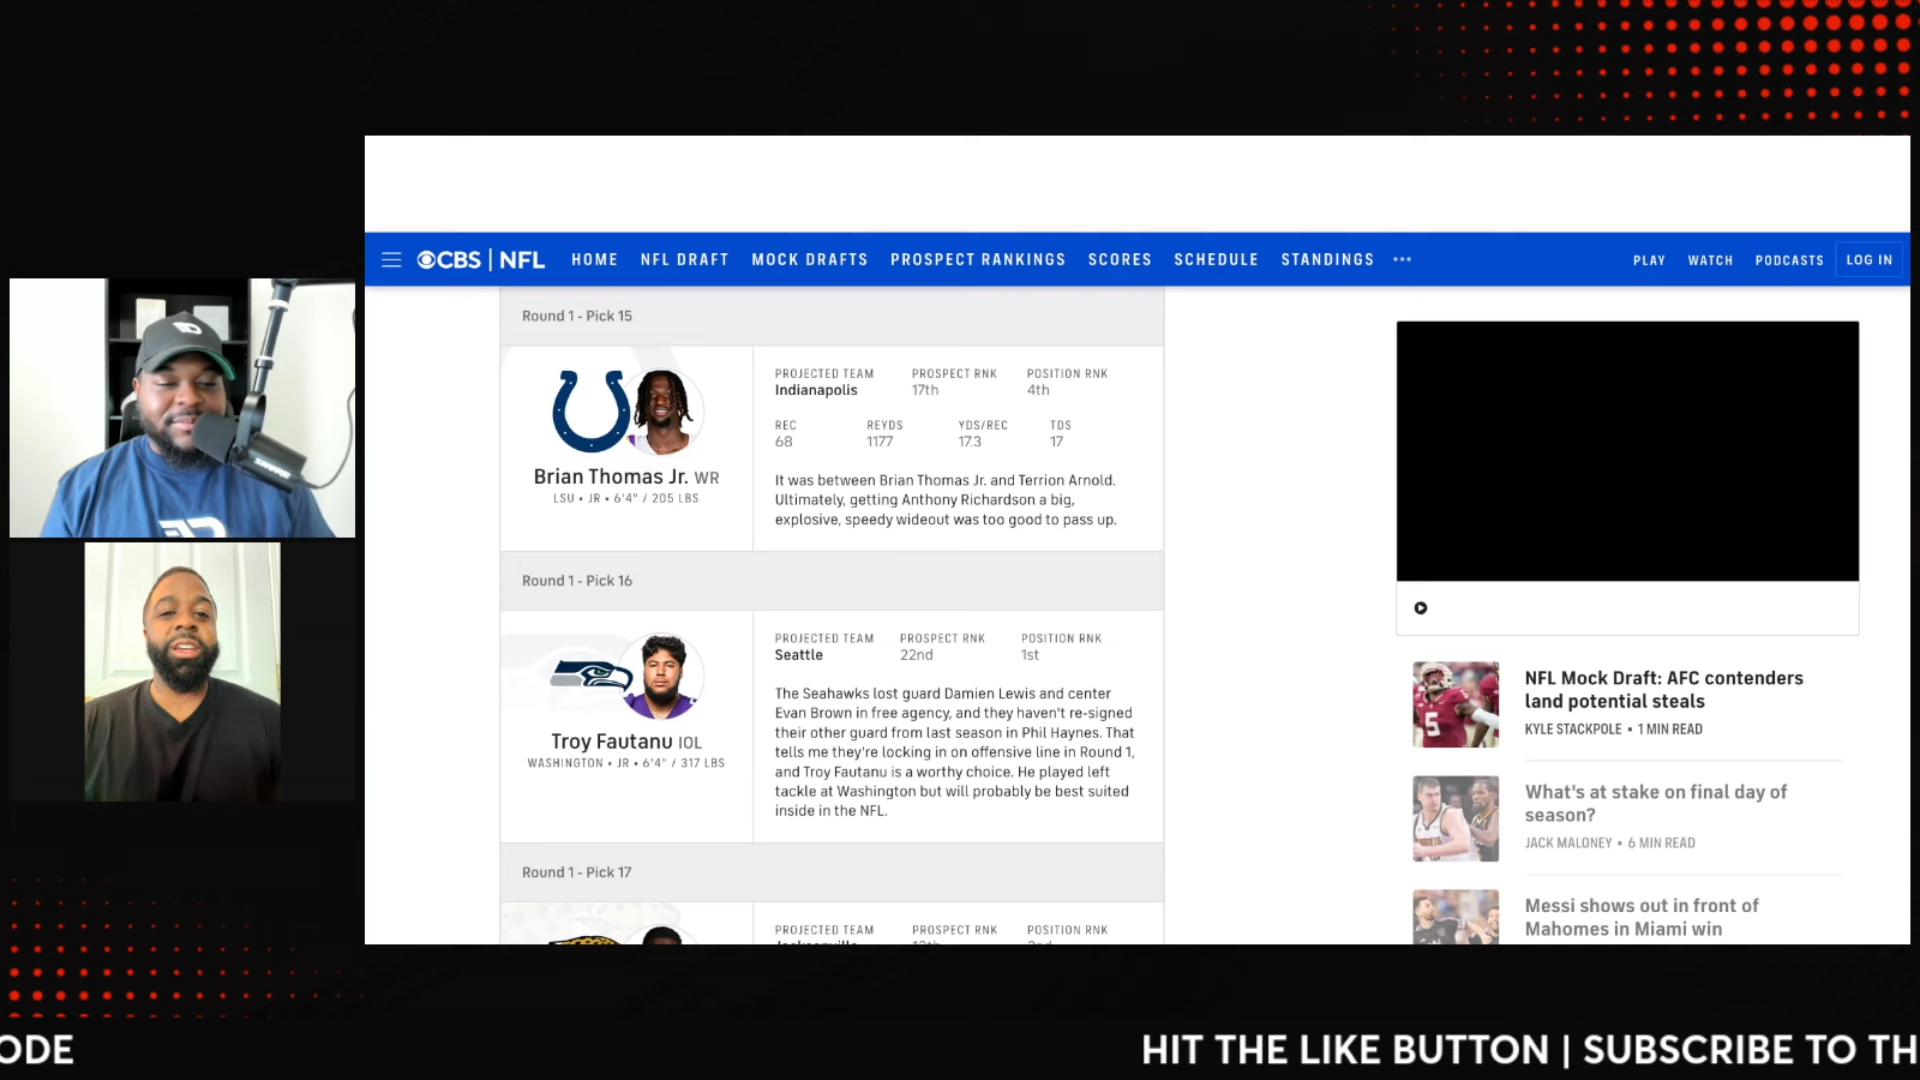 CBS | NFL HOME NFL DRAFT MOCK DRAFTS PROSPECT RANKINGS SCORES SCHEDULE STANDINGS ••• PLAY WATCH PODCASTS LOG IN
Round 1 - Pick 15
PROJECTED TEAM PROSPECT RNK POSITION RNK
Indianapolis 17th 4th
REC REYDS YDS/REC TDS
68 1177 17.3 17
Brian Thomas Jr. WR
LSU • JR • 6'4" / 205 LBS
It was between Brian Thomas Jr. and Terrion Arnold.
Ultimately, getting Anthony Richardson a big,
explosive, speedy wideout was too good to pass up.
Round 1 - Pick 16
PROJECTED TEAM PROSPECT RNK POSITION RNK
Seattle 22nd 1st
Troy Fautanu IOL
WASHINGTON • JR • 6'4" / 317 LBS
The Seahawks lost guard Damien Lewis and center
Evan Brown in free agency, and they haven't re-signed
their other guard from last season in Phil Haynes. That
tells me they're locking in on offensive line in Round 1,
and Troy Fautanu is a worthy choice. He played left
tackle at Washington but will probably be best suited
inside in the NFL.
Round 1 - Pick 17
PROJECTED TEAM PROSPECT RNK POSITION RNK
NFL Mock Draft: AFC contenders
land potential steals
KYLE STACKPOLE • 1 MIN READ
What's at stake on final day of
season?
JACK MALONEY • 6 MIN READ
Messi shows out in front of
Mahomes in Miami win
SHURE
ODE
HIT THE LIKE BUTTON | SUBSCRIBE TO TH